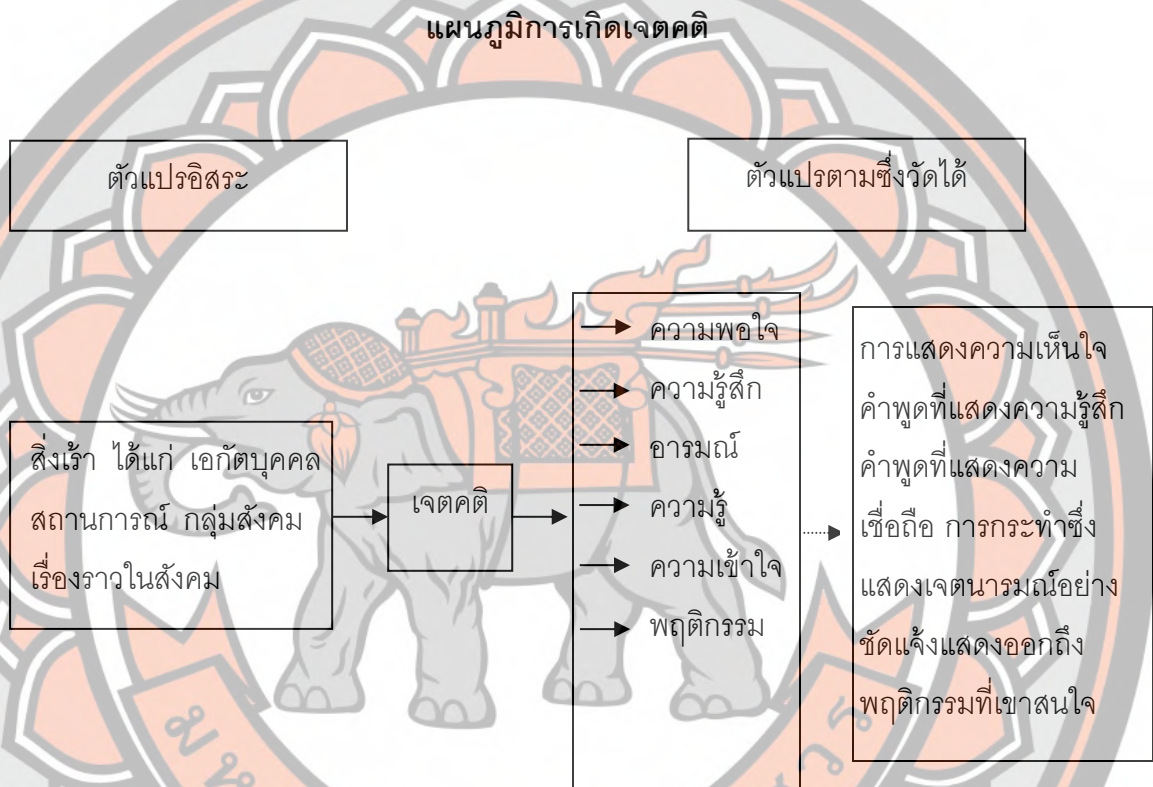 แผนภูมิการเกิดเจตคติ
ตัวแปรอิสระ
ตัวแปรตามซึ่งวัดได้
สิ่งเร้า ได้แก่ เอกัตบุคคล
สถานการณ์ กลุ่มสังคม
เรื่องราวในสังคม
เจตคติ
ความพอใจ
ความรู้สึก
อารมณ์
ความรู้
ความเข้าใจ
พฤติกรรม
การแสดงความเห็นใจ
คำพูดที่แสดงความรู้สึก
คำพูดที่แสดงความ
เชื่อถือ การกระทำซึ่ง
แสดงเจตนารมณ์อย่าง
ชัดแจ้งแสดงออกถึง
พฤติกรรมที่เขาสนใจ